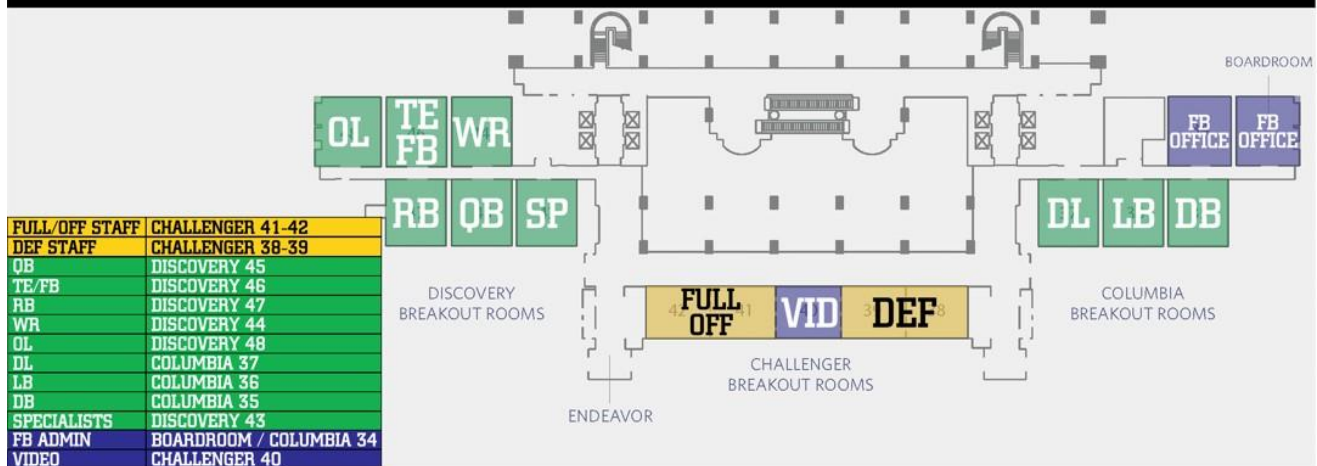 BOARDROOM
OL
TE
FB
WR
FB
OFFICE
FB
OFFICE
RB
QB
SP
DL
LB
DB
FULL/OFF STAFF CHALLENGER 41-42
DEF STAFF CHALLENGER 38-39
QB DISCOVERY 45
TE/FB DISCOVERY 46
RB DISCOVERY 47
WR DISCOVERY 44
OL DISCOVERY 48
DL COLUMBIA 37
LB COLUMBIA 36
DB COLUMBIA 35
SPECIALISTS DISCOVERY 43
FB ADMIN BOARDROOM / COLUMBIA 34
VIDEO CHALLENGER 40
DISCOVERY
BREAKOUT ROOMS
42 FULL 41
OFF
VID
DEF
COLUMBIA
BREAKOUT ROOMS
CHALLENGER
BREAKOUT ROOMS
ENDEAVOR